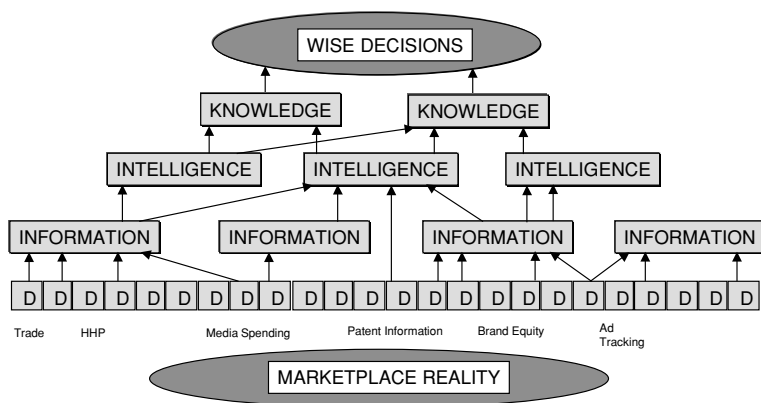 WISE DECISIONS
KNOWLEDGE
KNOWLEDGE
INTELLIGENCE
INTELLIGENCE
INTELLIGENCE
INFORMATION
INFORMATION
INFORMATION
INFORMATION
D D D D D D D D D D D D D D D D D D D D D D D D
Trade
HHP
Media Spending
Patent Information
Brand Equity
Ad
Tracking
MARKETPLACE REALITY